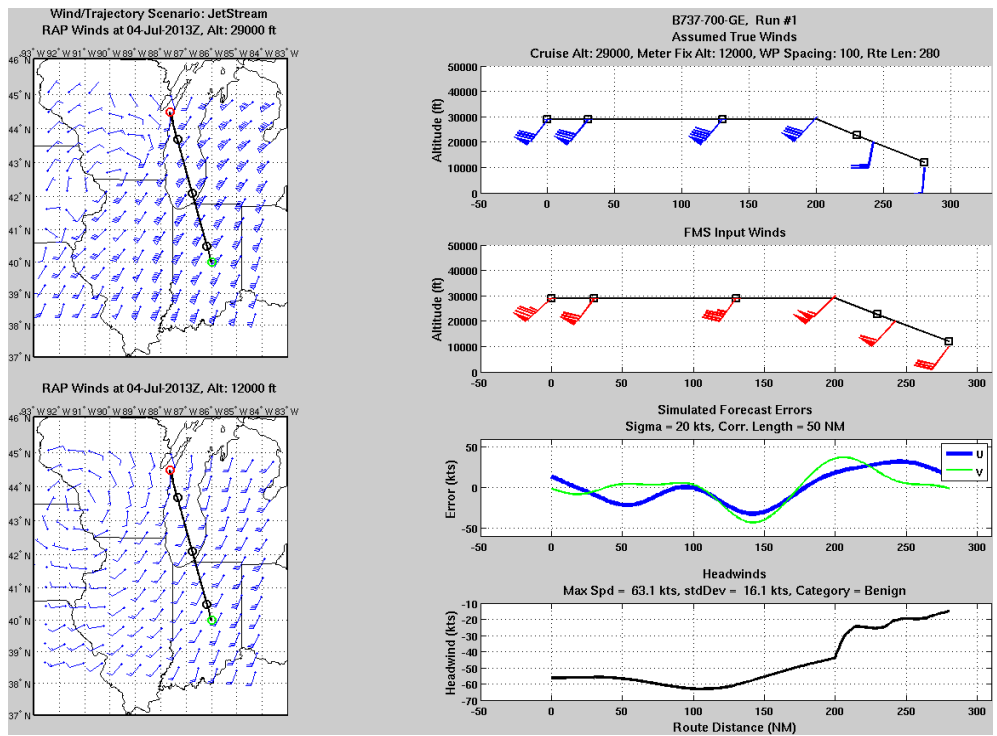 Wind/Trajectory Scenario: JetStream
RAP Winds at 04-Jul-2013Z, Alt: 29000 ft
-93° W -92° W -91° W -90° W -89° W -88° W -87° W -86° W -85° W -84° W -83° W
46° N
45° N
44° N
43° N
42° N
41° N
40° N
39° N
38° N
37° N
RAP Winds at 04-Jul-2013Z, Alt: 12000 ft
-93° W -92° W -91° W -90° W -89° W -88° W -87° W -86° W -85° W -84° W -83° W
46° N
45° N
44° N
43° N
42° N
41° N
40° N
39° N
38° N
37° N
B737-700-GE, Run #1
Assumed True Winds
Cruise Alt: 29000, Meter Fix Alt: 12000, WP Spacing: 100, Rte Len: 280
Altitude (ft)
50000
40000
30000
20000
10000
0
-50 0 50 100 150 200 250 300
FMS Input Winds
Altitude (ft)
50000
40000
30000
20000
10000
0
-50 0 50 100 150 200 250 300
Simulated Forecast Errors
Sigma = 20 kts, Corr. Length = 50 NM
Error (kts)
50
0
-50
U
V
-50 0 50 100 150 200 250 300
Headwinds
Max Spd = 63.1 kts, stdDev = 16.1 kts, Category = Benign
Headwind (kts)
-10
-20
-30
-40
-50
-60
-70
-50 0 50 100 150 200 250 300
Route Distance (NM)